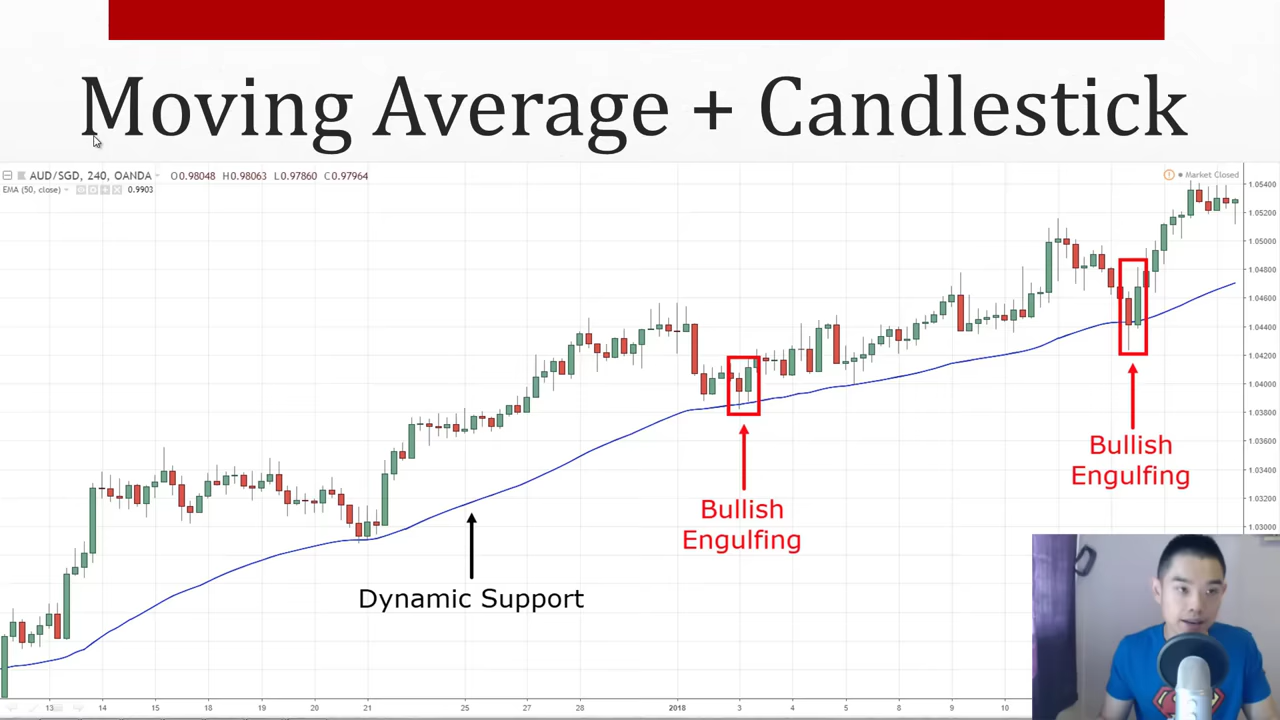 Moving Average + Candlestick
AUD/SGD, 240, OANDA O0.98048 H0.98063 L0.97860 C0.97964
Market Closed
EMA (50, close) 0.9903
1.05400
1.05200
1.05000
1.04800
1.04600
1.04400
1.04200
1.04000
1.03800
1.03600
1.03400
1.03200
1.03000
Bullish
Engulfing
Bullish
Engulfing
Dynamic Support
13 14 15 18 19 20 21 25 26 27 28 2018 3 4 5 8 9 10